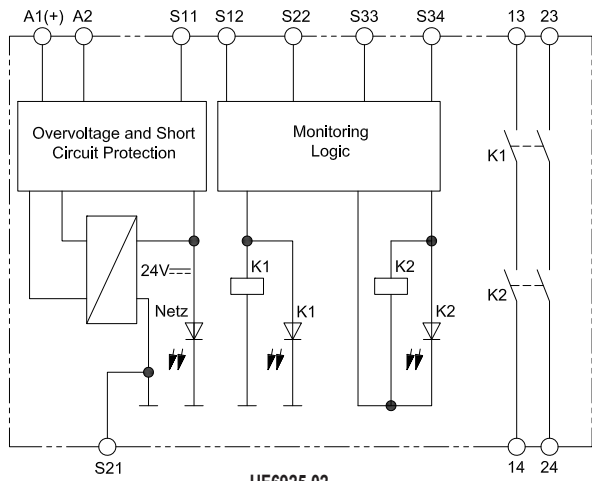 A1(+) A2 S11 S12 S22 S33 S34 13 23
Overvoltage and Short
Circuit Protection
Monitoring
Logic
K1
24V
K1
K2
Netz
K1
K2
K2
S21
14 24